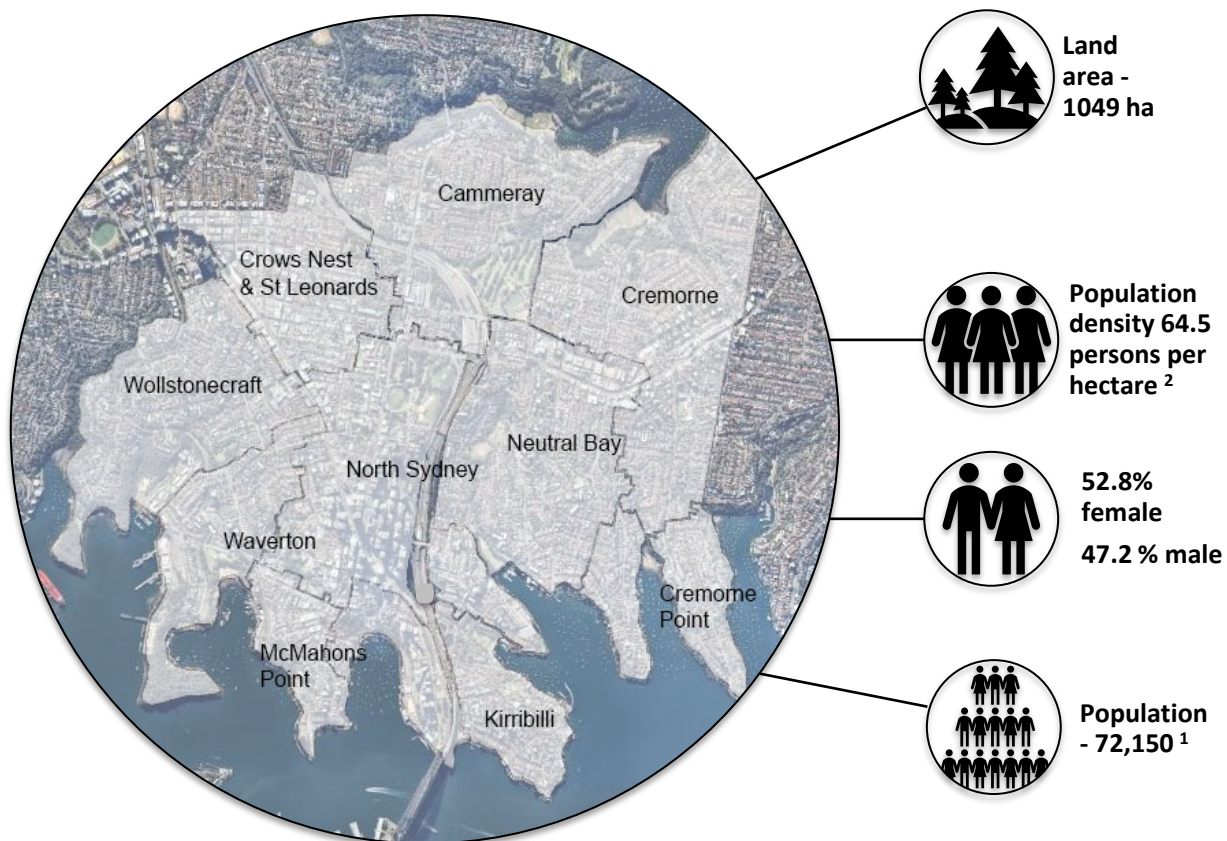 Land
area -
1049 ha
Cammeray
Crows Nest
& St Leonards
Cremorne
Population
density 64.5
persons per
hectare ²
Wollstonecraft
Neutral Bay
North Sydney
52.8%
female
47.2 % male
Waverton
Cremorne
Point
McMahons
Point
Kirribilli
Population
- 72,150 ¹